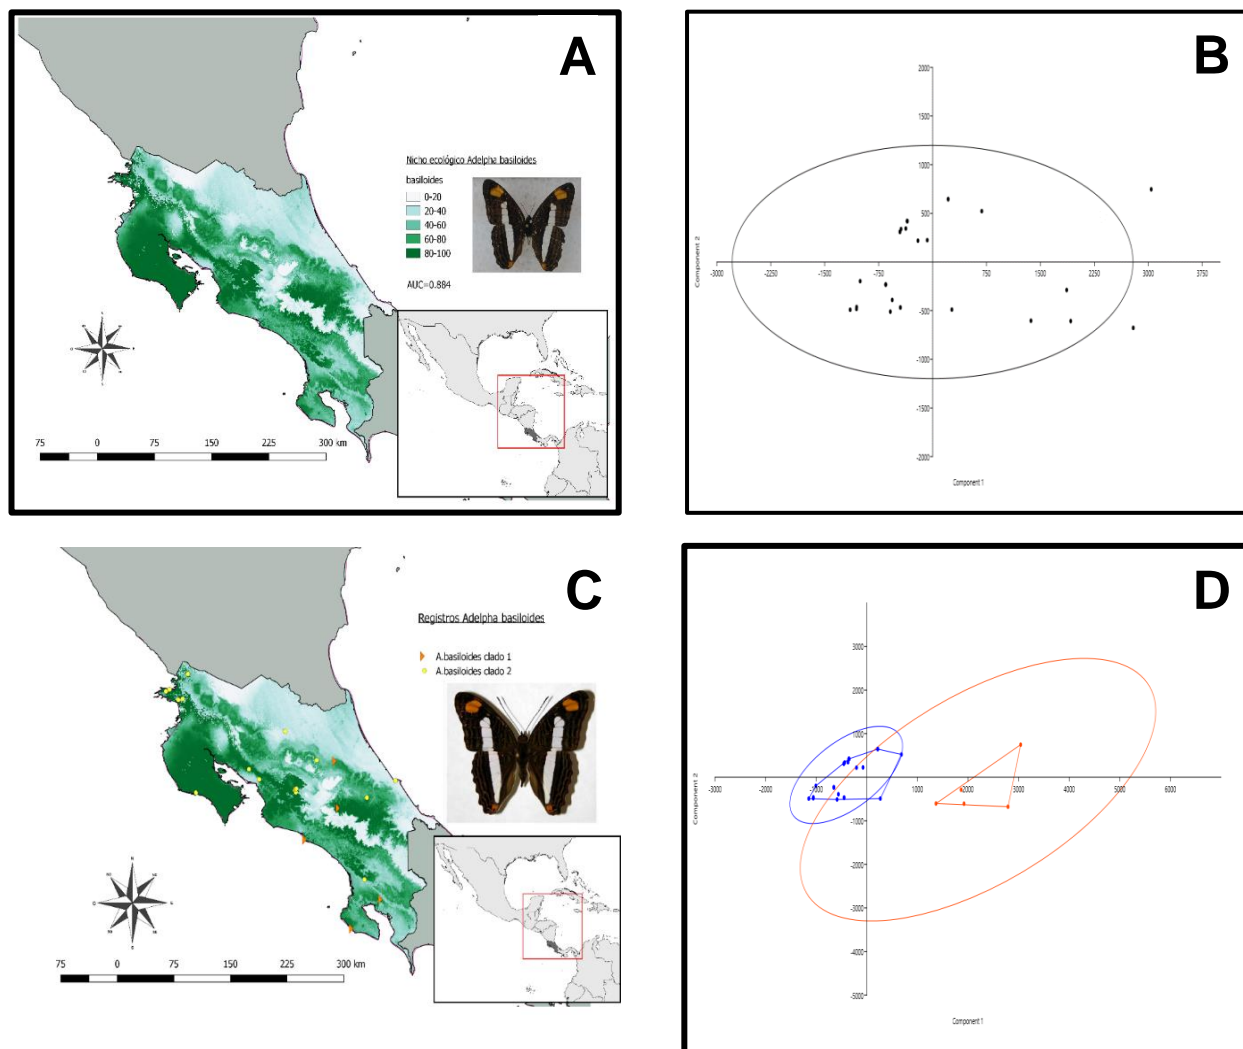 A
Nicho ecológico Adelpha basiloides
basiloides
0-20
20-40
40-60
60-80
80-100
AUC=0.884
75 0 75 150 225 300 km
B
2000
1500
1000
500
-3000 -2250 -1500 -750 750 1500 2250 3000 3750
-500
-1000
-1500
-2000
Component 2
Component 1
C
Registros Adelpha basiloides
A.basiloides clado 1
A.basiloides clado 2
75 0 75 150 225 300 km
D
3000
2000
1000
-3000 -2000 -1000 1000 2000 3000 4000 5000 6000
-1000
-2000
-3000
-4000
-5000
Component 2
Component 1